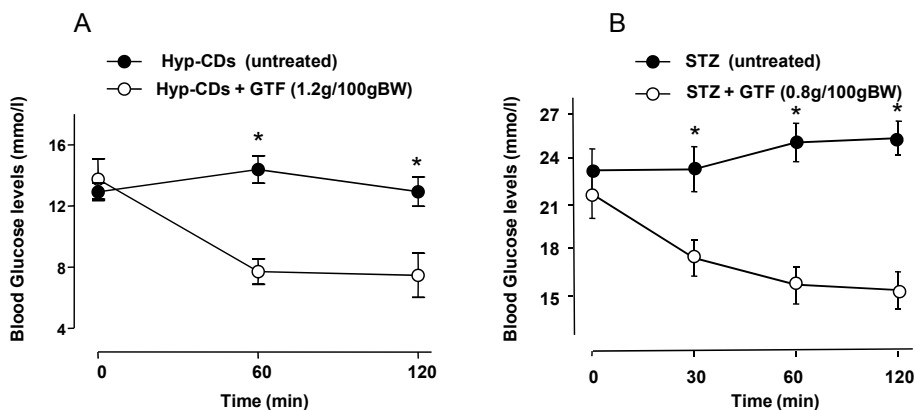 A
Hyp-CDs (untreated)
Hyp-CDs + GTF (1.2g/100gBW)
Blood Glucose levels (mmo/l)
16
12
8
4
*
*
0
60
120
Time (min)
B
STZ (untreated)
STZ + GTF (0.8g/100gBW)
Blood Glucose levels (mmo/l)
27
24
21
18
15
*
*
*
0
30
60
120
Time (min)